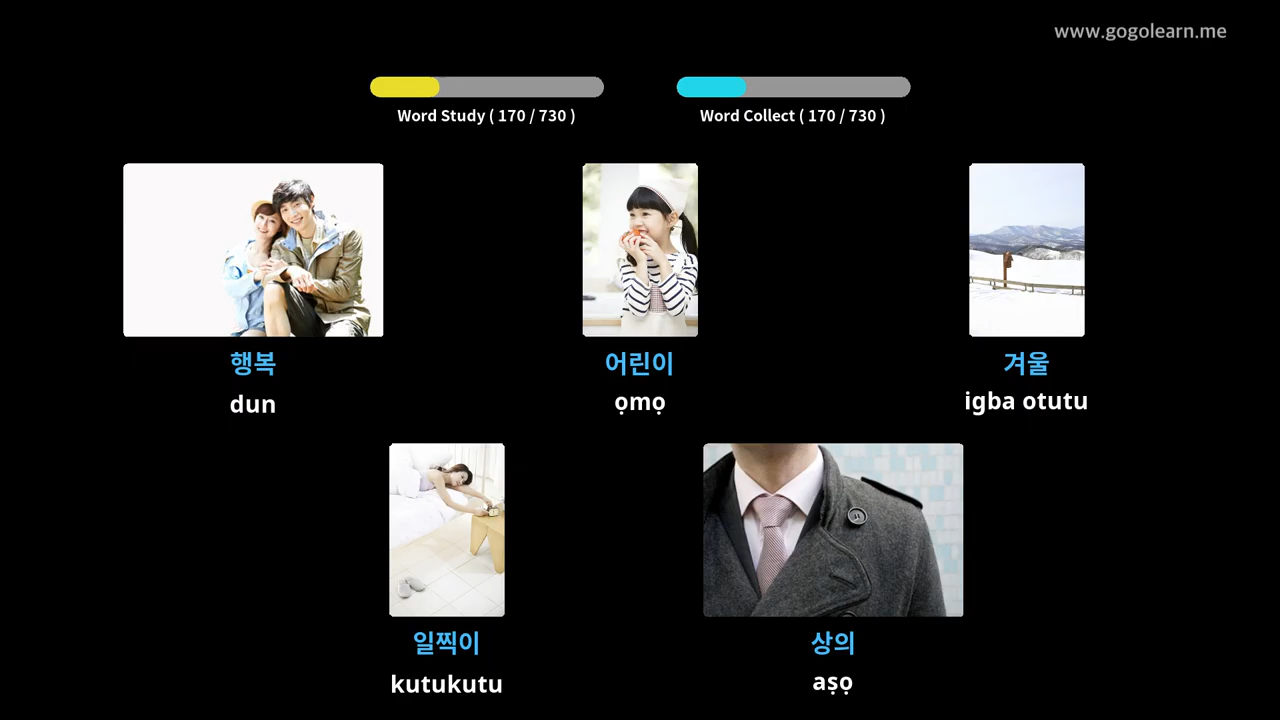 www.gogolearn.me
Word Study ( 170 / 730 )
Word Collect ( 170 / 730 )
행복
dun
어린이
ọmọ
겨울
igba otutu
일찍이
kutukutu
상의
aṣọ